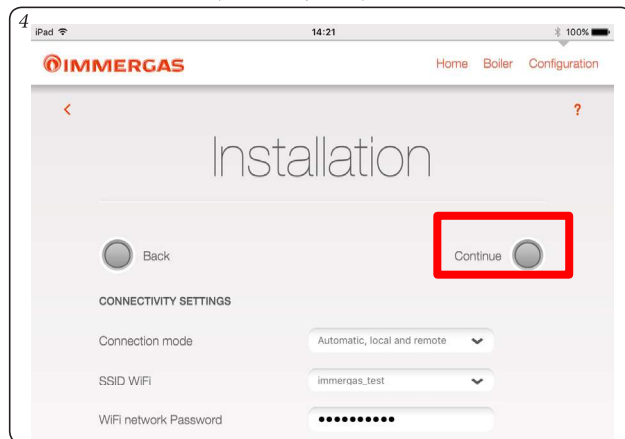 4
iPad 14:21 100%
IMMERGAS Home Boiler Configuration
< ?
Installation
Back Continue
CONNECTIVITY SETTINGS
Connection mode Automatic, local and remote
SSID WiFi immergas_test
WiFi network Password ●●●●●●●●●●